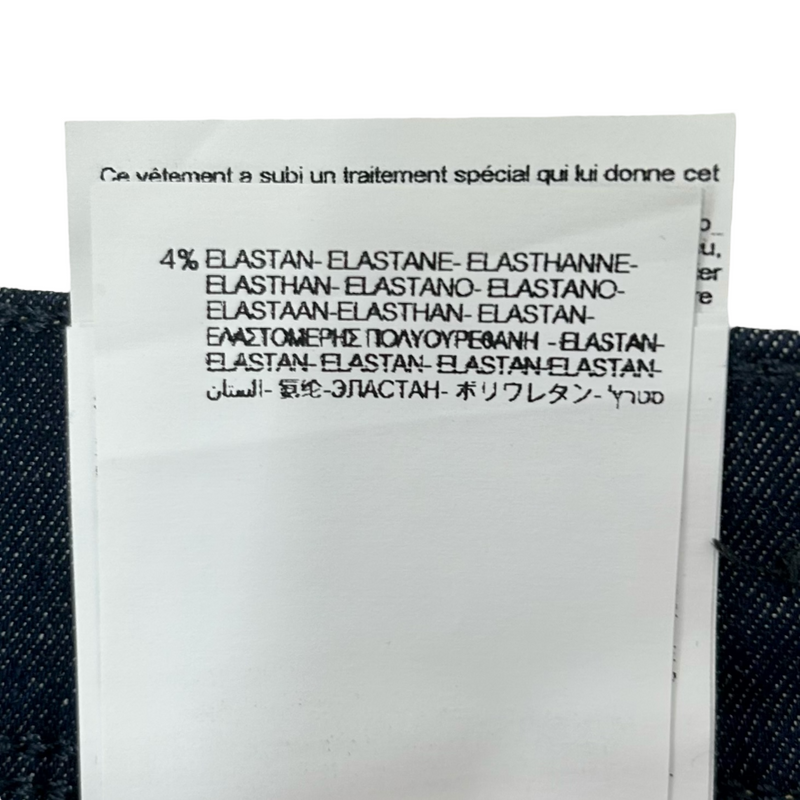 Ce vêtement a subi un traitement spécial qui lui donne cet
4% ELASTAN- ELASTANE- ELASTHANNE-
ELASTHAN- ELASTANO- ELASTANO-
ELASTAAN-ELASTHAN- ELASTAN-
ΕΛΑΣΤΟΜΕΡΗΣ ΠΟΛΥΟΥΡΕΘΑΝΗ -ELASTAN-
ELASTAN- ELASTAN- ELASTAN-ELASTAN-
الستان- 氨纶-ЭЛАСТАН- ポリウレタン- סטרץ'